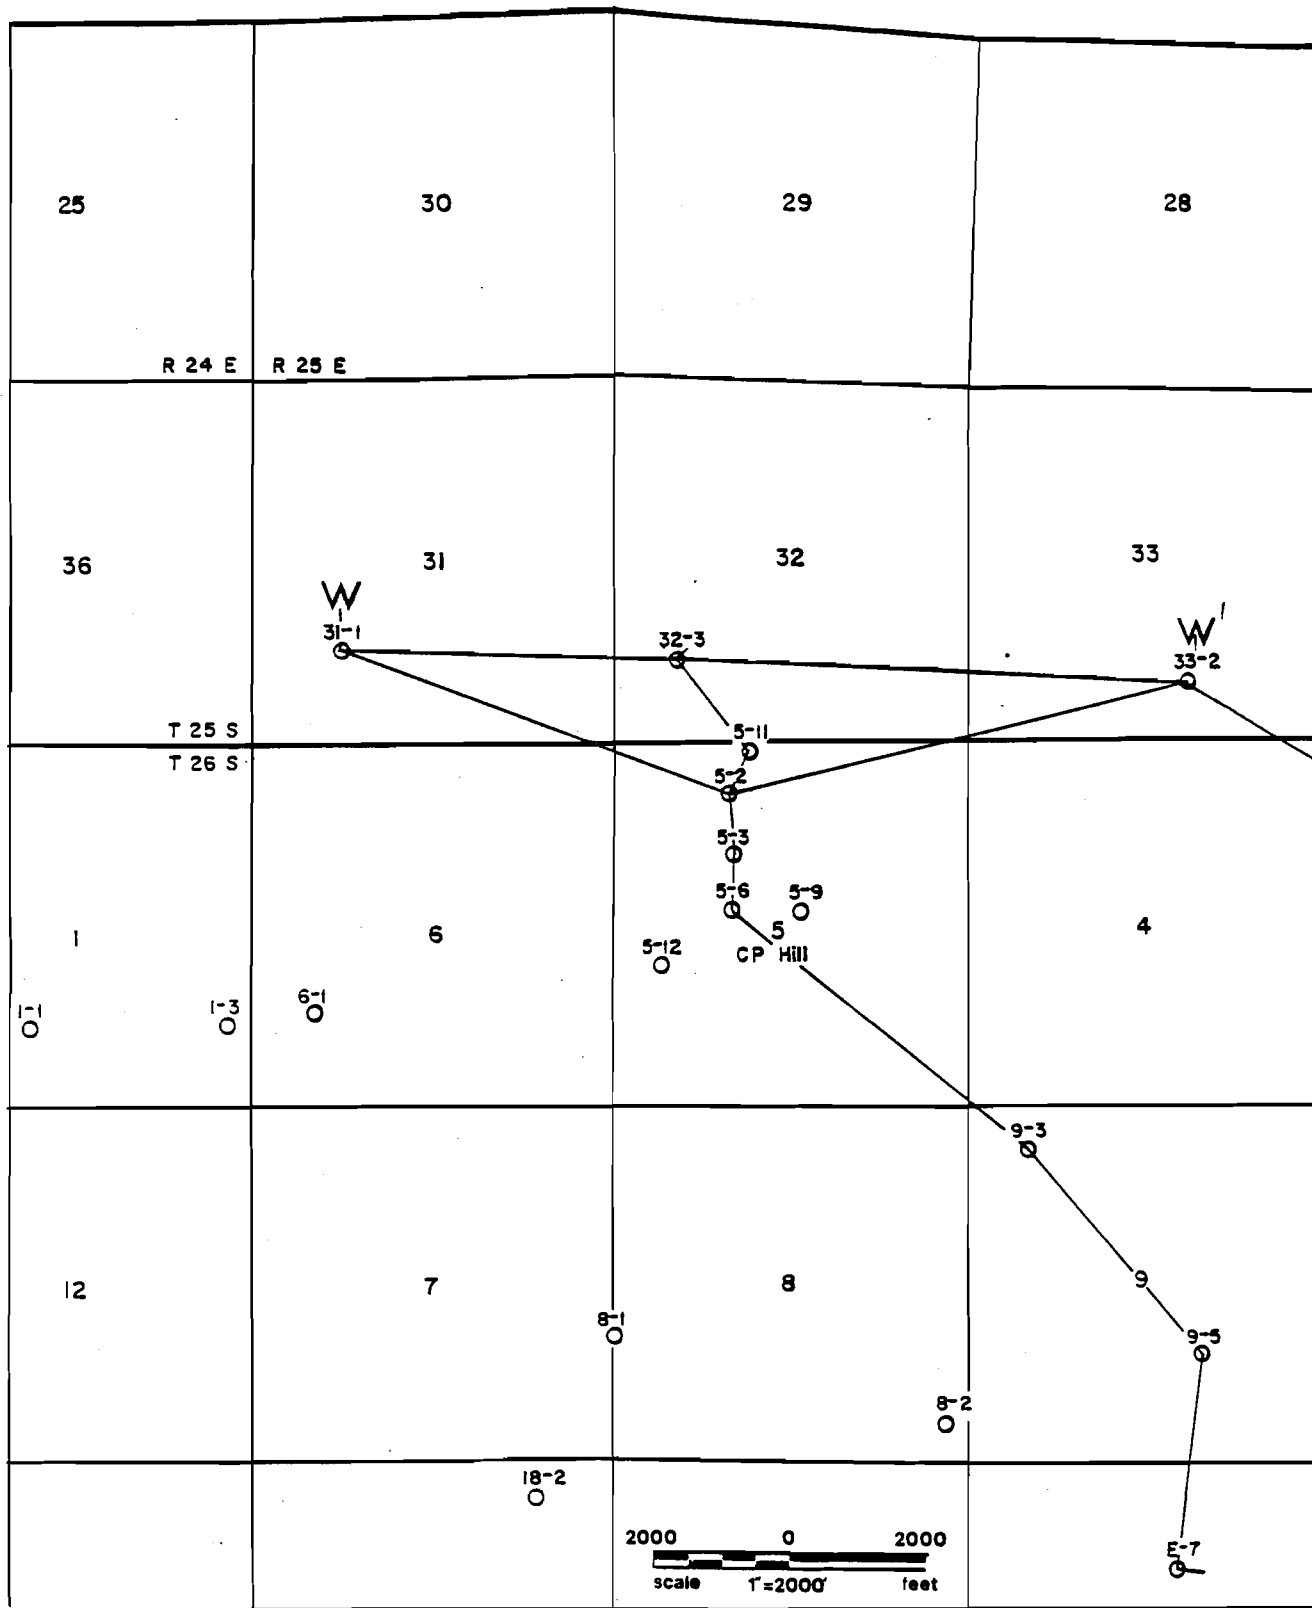 25 30 29 28
R 24 E R 25 E
36 31 32 33
W W'
31-1 32-3 33-2
T 25 S
T 26 S
5-11
5-2
5-3
5-6 5-9
1 6 5 4
CP Hill
5-12
1-1 1-3 6-1
9-3
12 7 8 9
8-1
9-5
8-2
18-2
2000 0 2000
scale 1"=2000' feet
E-7